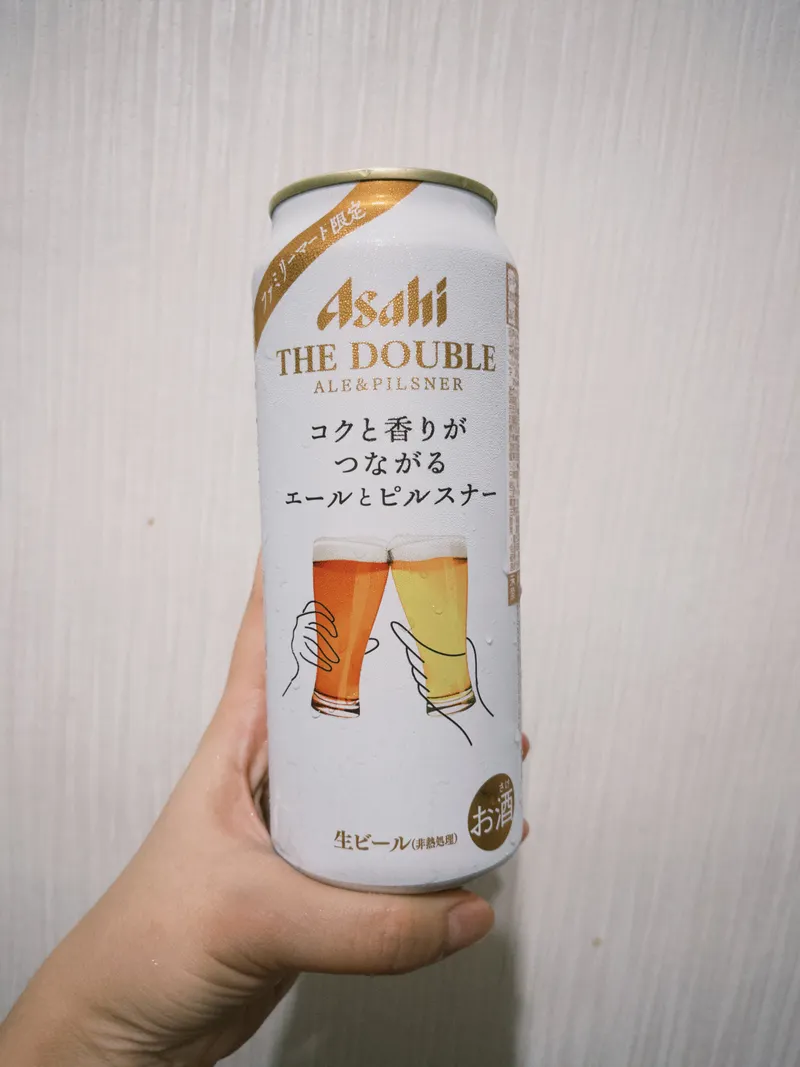 ファミリーマート限定
Asahi
THE DOUBLE
ALE&PILSNER
コクと香りが
つながる
エールとピルスナー
生ビール(非熱処理)
さけ
お酒